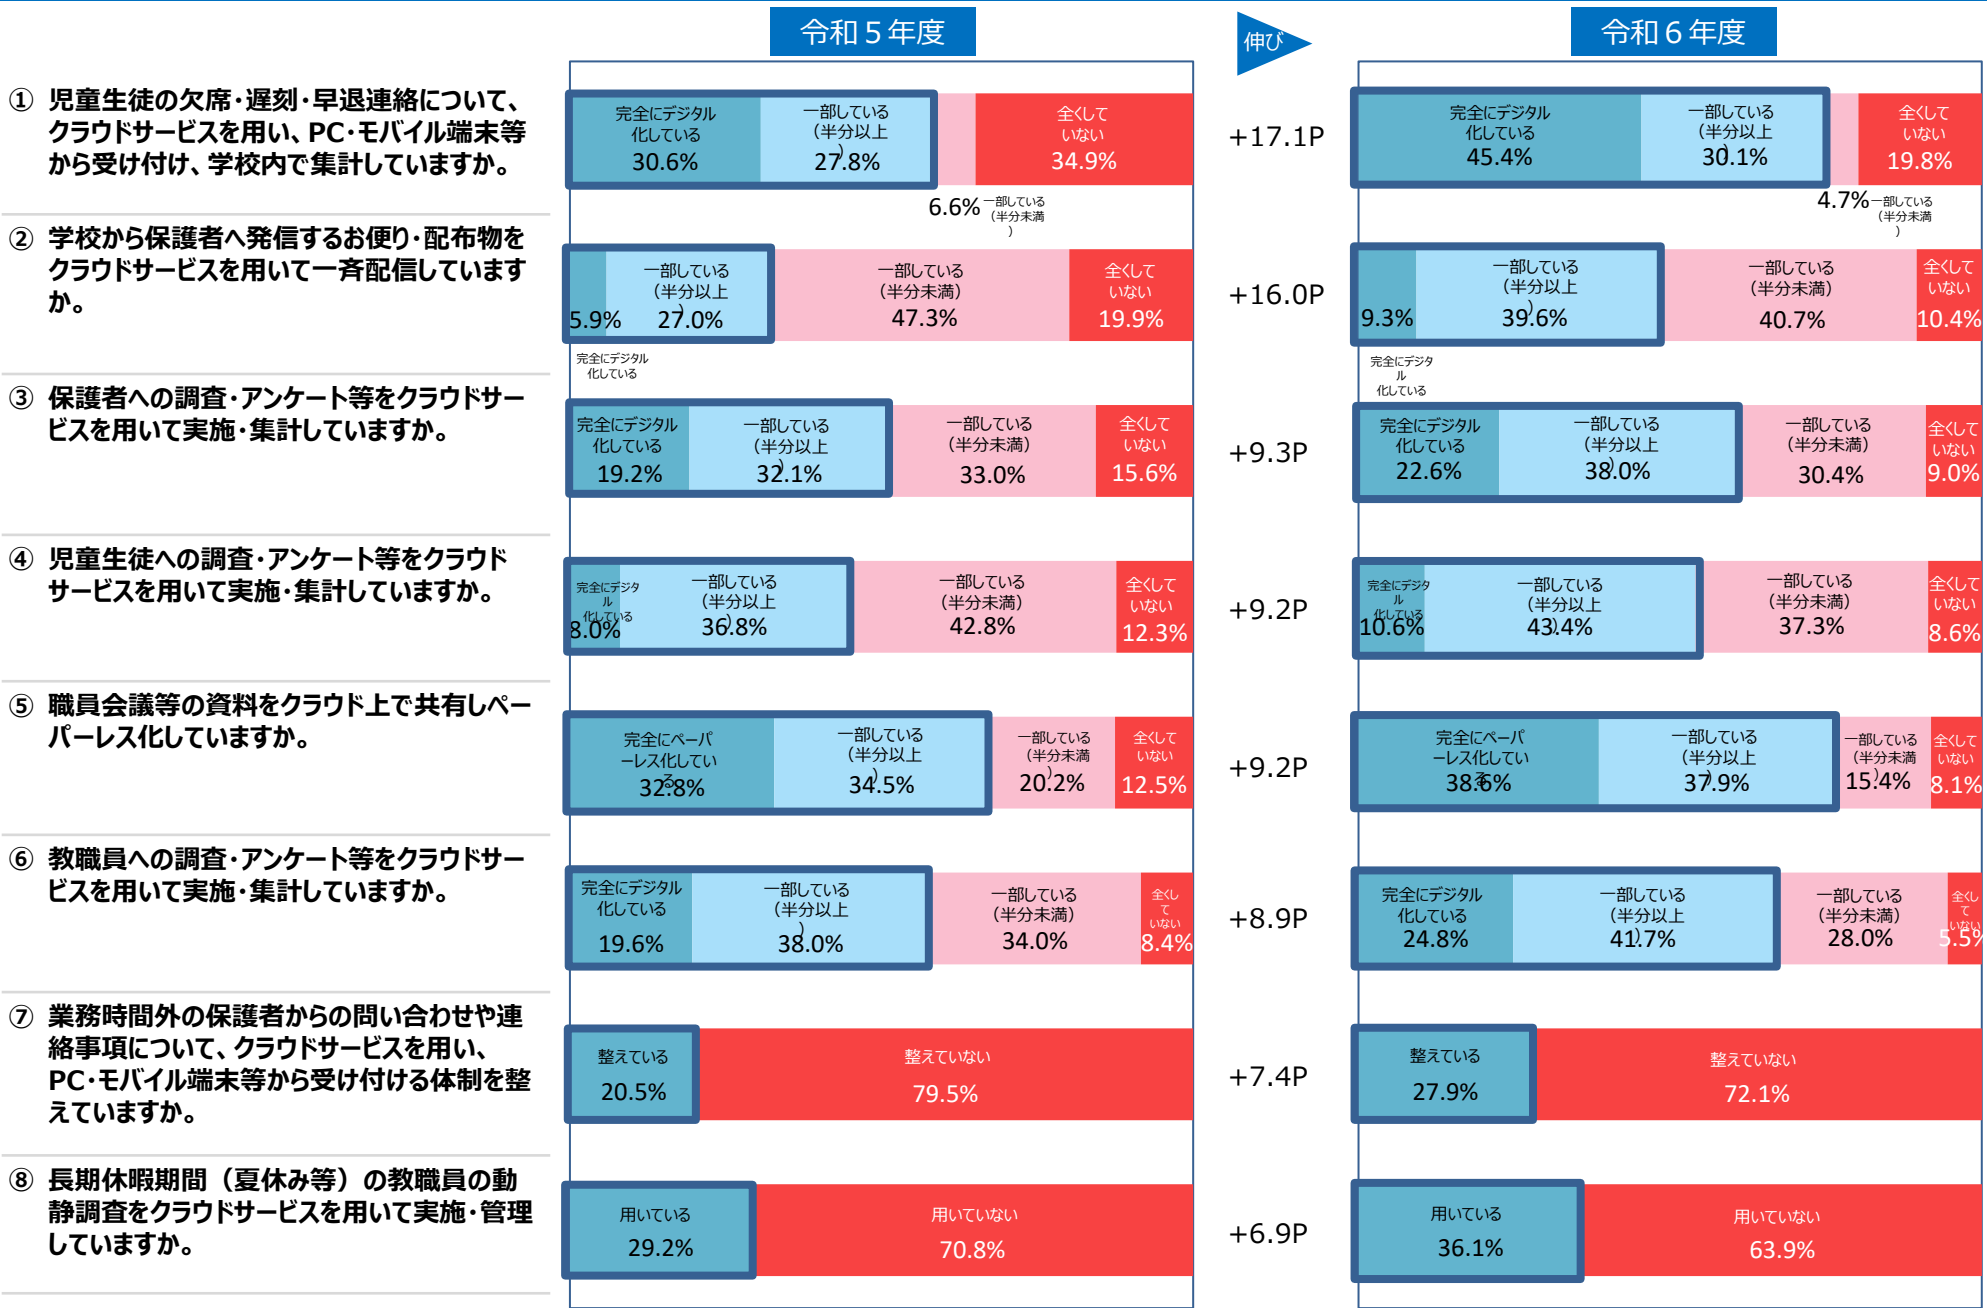 令和５年度
伸び
令和６年度
① 児童生徒の欠席・遅刻・早退連絡について、
クラウドサービスを用い、PC・モバイル端末等
から受け付け、学校内で集計していますか。
完全にデジタル
化している
30.6%
一部している
（半分以上
）
27.8%
6.6%
一部している
（半分未満
）
全くして
いない
34.9%
+17.1P
完全にデジタル
化している
45.4%
一部している
（半分以上
）
30.1%
4.7%
一部している
（半分未満
）
全くして
いない
19.8%
② 学校から保護者へ発信するお便り・配布物を
クラウドサービスを用いて一斉配信しています
か。
5.9%
完全にデジタル
化している
一部している
（半分以上
）
27.0%
一部している
（半分未満）
47.3%
全くして
いない
19.9%
+16.0P
9.3%
完全にデジタ
ル
化している
一部している
（半分以上
）
39.6%
一部している
（半分未満）
40.7%
全くして
いない
10.4%
③ 保護者への調査・アンケート等をクラウドサー
ビスを用いて実施・集計していますか。
完全にデジタル
化している
19.2%
一部している
（半分以上
）
32.1%
一部している
（半分未満）
33.0%
全くして
いない
15.6%
+9.3P
完全にデジタル
化している
22.6%
一部している
（半分以上
）
38.0%
一部している
（半分未満）
30.4%
全くして
いない
9.0%
④ 児童生徒への調査・アンケート等をクラウド
サービスを用いて実施・集計していますか。
完全にデジタ
ル
化している
8.0%
一部している
（半分以上
）
36.8%
一部している
（半分未満）
42.8%
全くして
いない
12.3%
+9.2P
完全にデジタ
ル
化している
10.6%
一部している
（半分以上
）
43.4%
一部している
（半分未満）
37.3%
全くして
いない
8.6%
⑤ 職員会議等の資料をクラウド上で共有しペー
パーレス化していますか。
完全にペーパ
ーレス化してい
る
32.8%
一部している
（半分以上
）
34.5%
一部している
（半分未満
）
20.2%
全くして
いない
12.5%
+9.2P
完全にペーパ
ーレス化してい
る
38.6%
一部している
（半分以上
）
37.9%
一部している
（半分未満
）
15.4%
全くして
いない
8.1%
⑥ 教職員への調査・アンケート等をクラウドサー
ビスを用いて実施・集計していますか。
完全にデジタル
化している
19.6%
一部している
（半分以上
）
38.0%
一部している
（半分未満）
34.0%
全くし
て
いない
8.4%
+8.9P
完全にデジタル
化している
24.8%
一部している
（半分以上
）
41.7%
一部している
（半分未満）
28.0%
全くし
て
いない
5.5%
⑦ 業務時間外の保護者からの問い合わせや連
絡事項について、クラウドサービスを用い、
PC・モバイル端末等から受け付ける体制を整
えていますか。
整えている
20.5%
整えていない
79.5%
+7.4P
整えている
27.9%
整えていない
72.1%
⑧ 長期休暇期間（夏休み等）の教職員の動
静調査をクラウドサービスを用いて実施・管理
していますか。
用いている
29.2%
用いていない
70.8%
+6.9P
用いている
36.1%
用いていない
63.9%